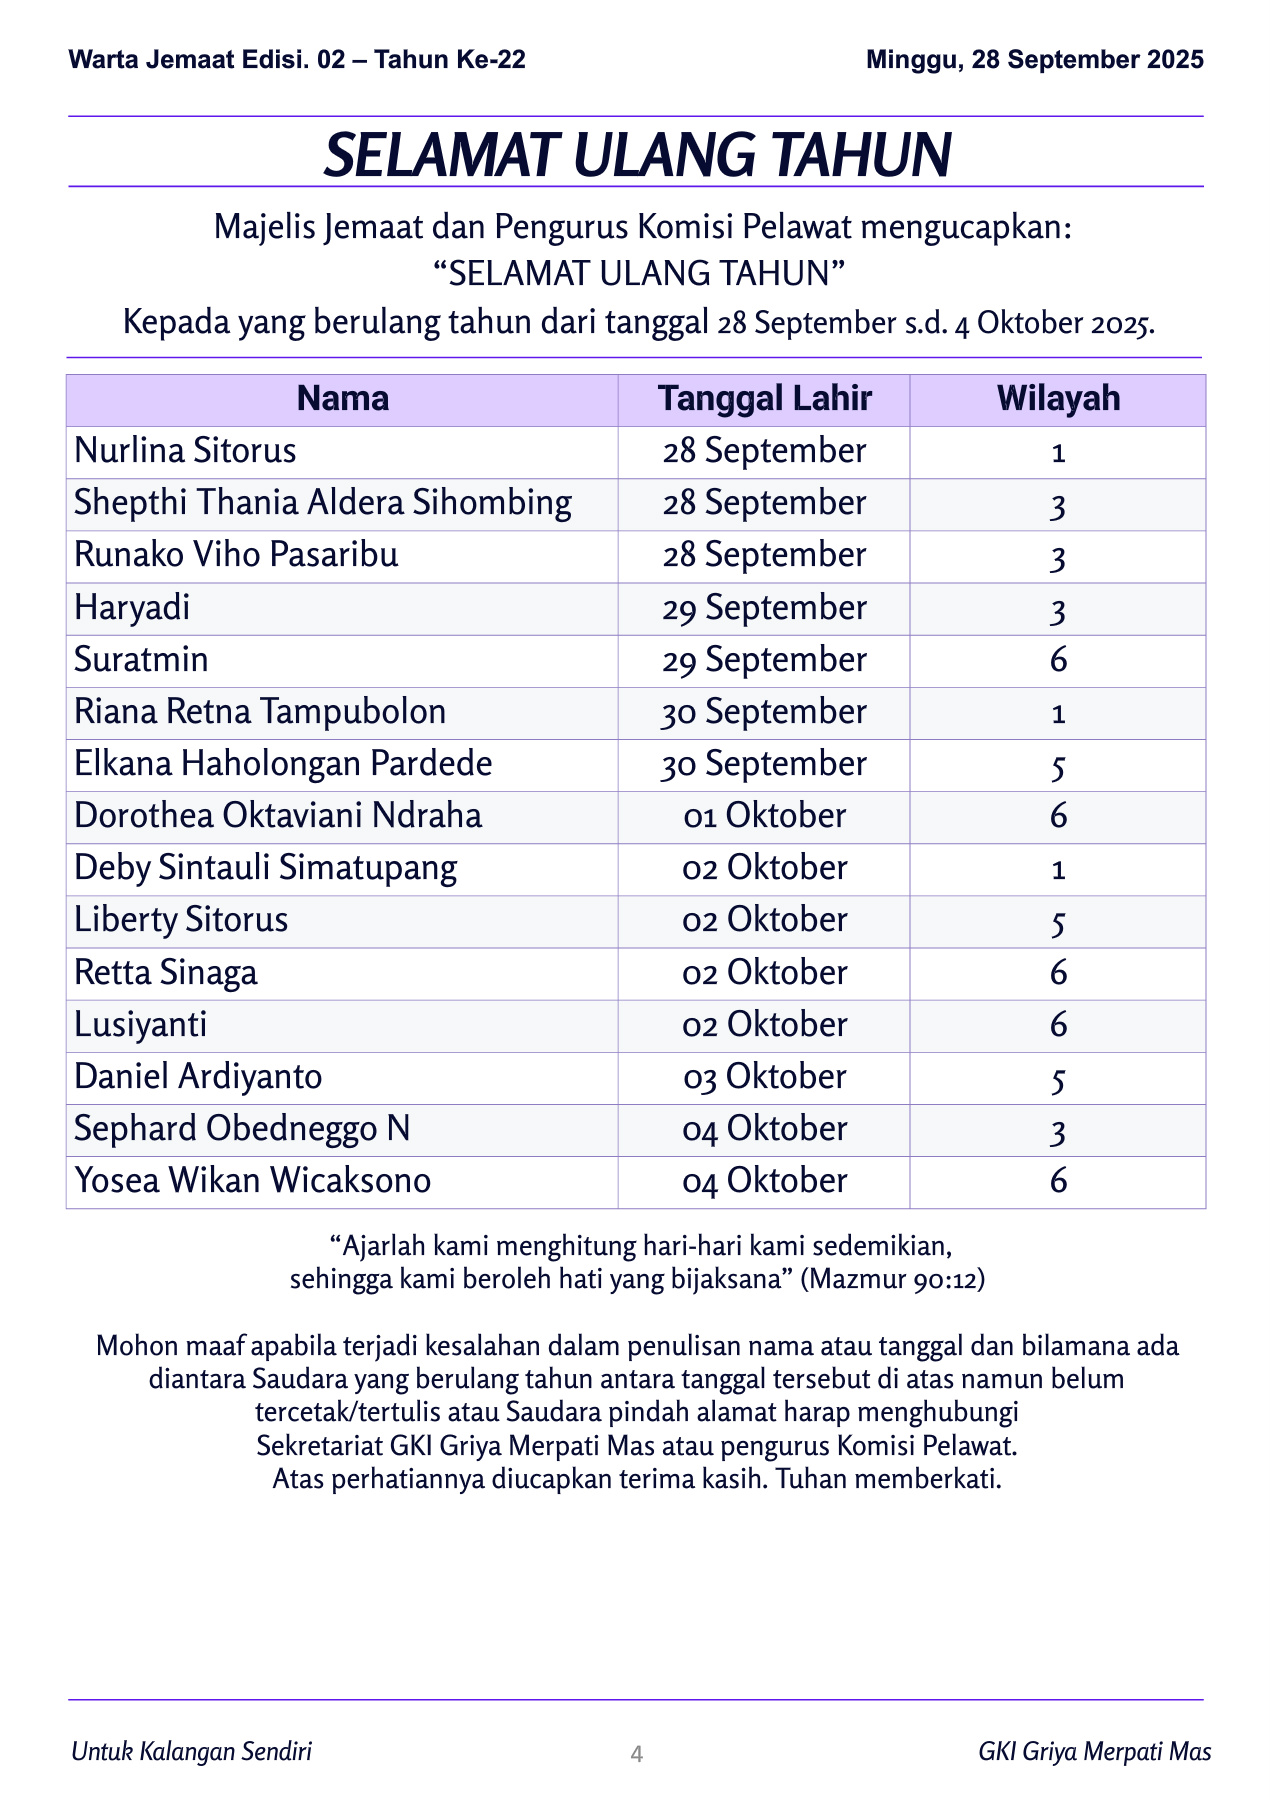 Warta Jemaat Edisi. 02 – Tahun Ke-22 Minggu, 28 September 2025
SELAMAT ULANG TAHUN
Majelis Jemaat dan Pengurus Komisi Pelawat mengucapkan:
“SELAMAT ULANG TAHUN”
Kepada yang berulang tahun dari tanggal 28 September s.d. 4 Oktober 2025.
Nama Tanggal Lahir Wilayah
Nurlina Sitorus 28 September 1
Shepthi Thania Aldera Sihombing 28 September 3
Runako Viho Pasaribu 28 September 3
Haryadi 29 September 3
Suratmin 29 September 6
Riana Retna Tampubolon 30 September 1
Elkana Haholongan Pardede 30 September 5
Dorothea Oktaviani Ndraha 01 Oktober 6
Deby Sintauli Simatupang 02 Oktober 1
Liberty Sitorus 02 Oktober 5
Retta Sinaga 02 Oktober 6
Lusiyanti 02 Oktober 6
Daniel Ardiyanto 03 Oktober 5
Sephard Obedneggo N 04 Oktober 3
Yosea Wikan Wicaksono 04 Oktober 6
“Ajarlah kami menghitung hari-hari kami sedemikian,
sehingga kami beroleh hati yang bijaksana” (Mazmur 90:12)
Mohon maaf apabila terjadi kesalahan dalam penulisan nama atau tanggal dan bilamana ada
diantara Saudara yang berulang tahun antara tanggal tersebut di atas namun belum
tercetak/tertulis atau Saudara pindah alamat harap menghubungi
Sekretariat GKI Griya Merpati Mas atau pengurus Komisi Pelawat.
Atas perhatiannya diucapkan terima kasih. Tuhan memberkati.
Untuk Kalangan Sendiri 4 GKI Griya Merpati Mas